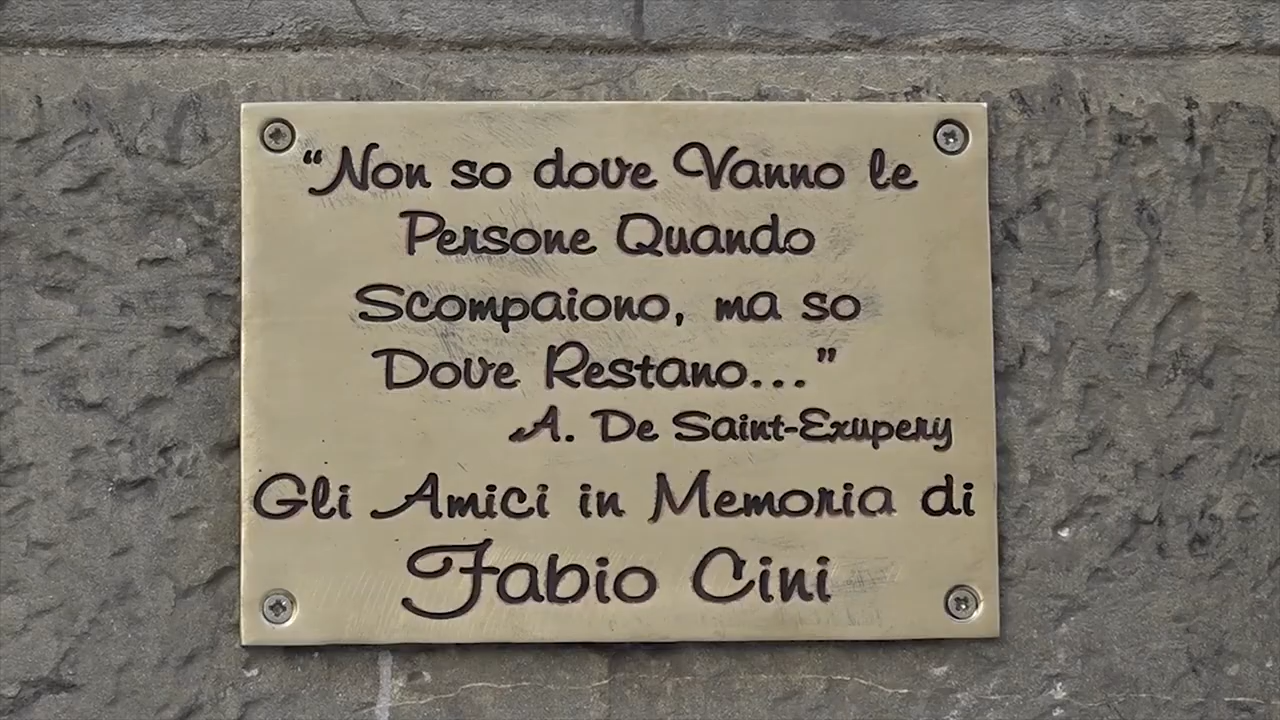 “Non so dove Vanno le
Persone Quando
Scompaiono, ma so
Dove Restano...”
A. De Saint-Exupery
Gli Amici in Memoria di
Fabio Cini